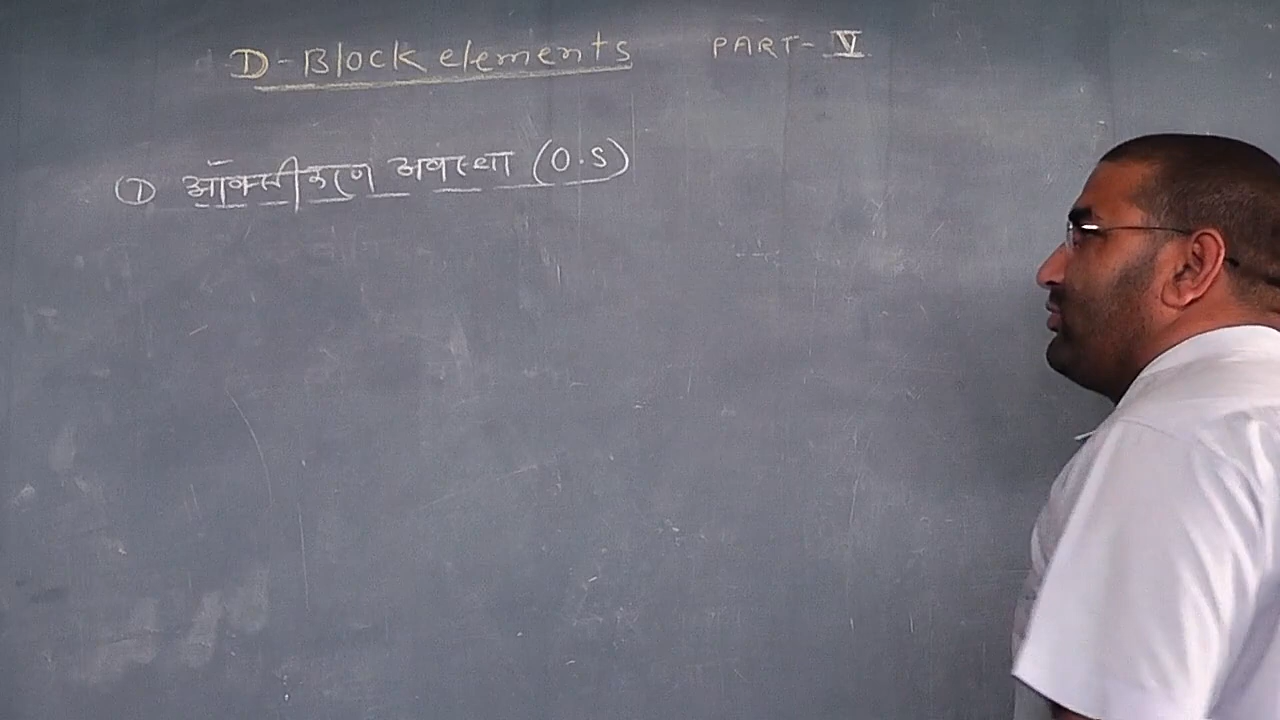 D-Block elements PART-V
① ऑक्सीकरण अवस्था (O.S)